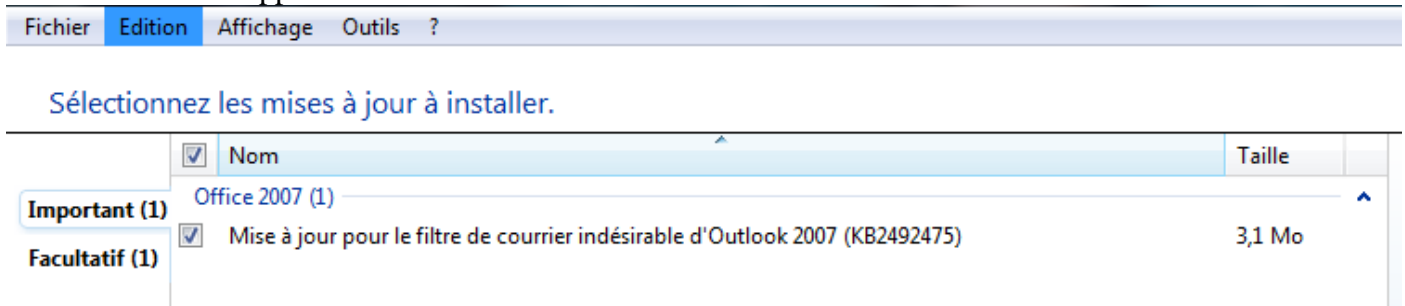 Fichier Edition Affichage Outils ?
Sélectionnez les mises à jour à installer.
Nom Taille
Important (1)
Office 2007 (1)
Mise à jour pour le filtre de courrier indésirable d'Outlook 2007 (KB2492475) 3,1 Mo
Facultatif (1)